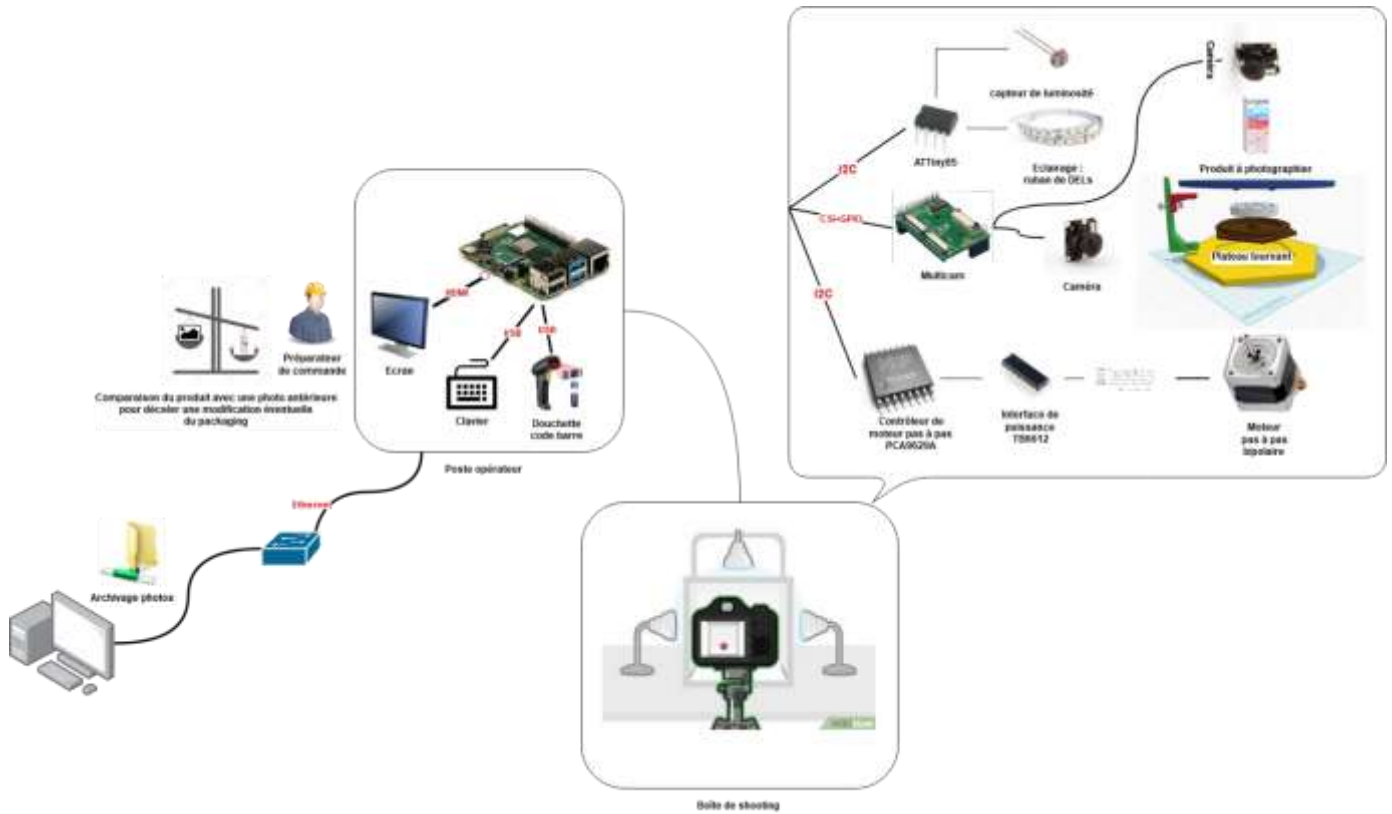 Caméra
capteur de luminosité
ATTiny85
Eclairage :
ruban de DELs
Produit à photographier
I2C
CSI+GPIO
Multicam
Caméra
Plateau tournant
I2C
Contrôleur de
moteur pas à pas
PCA9629A
Interface de
puissance
TB6612
Moteur
pas à pas
bipolaire
HDMI
USB
USB
Ecran
Clavier
Douchette
code barre
Poste opérateur
Préparateur
de commande
Comparaison du produit avec une photo antérieure
pour décéler une modification éventuelle
du packaging
Ethernet
Archivage photos
Boîte de shooting